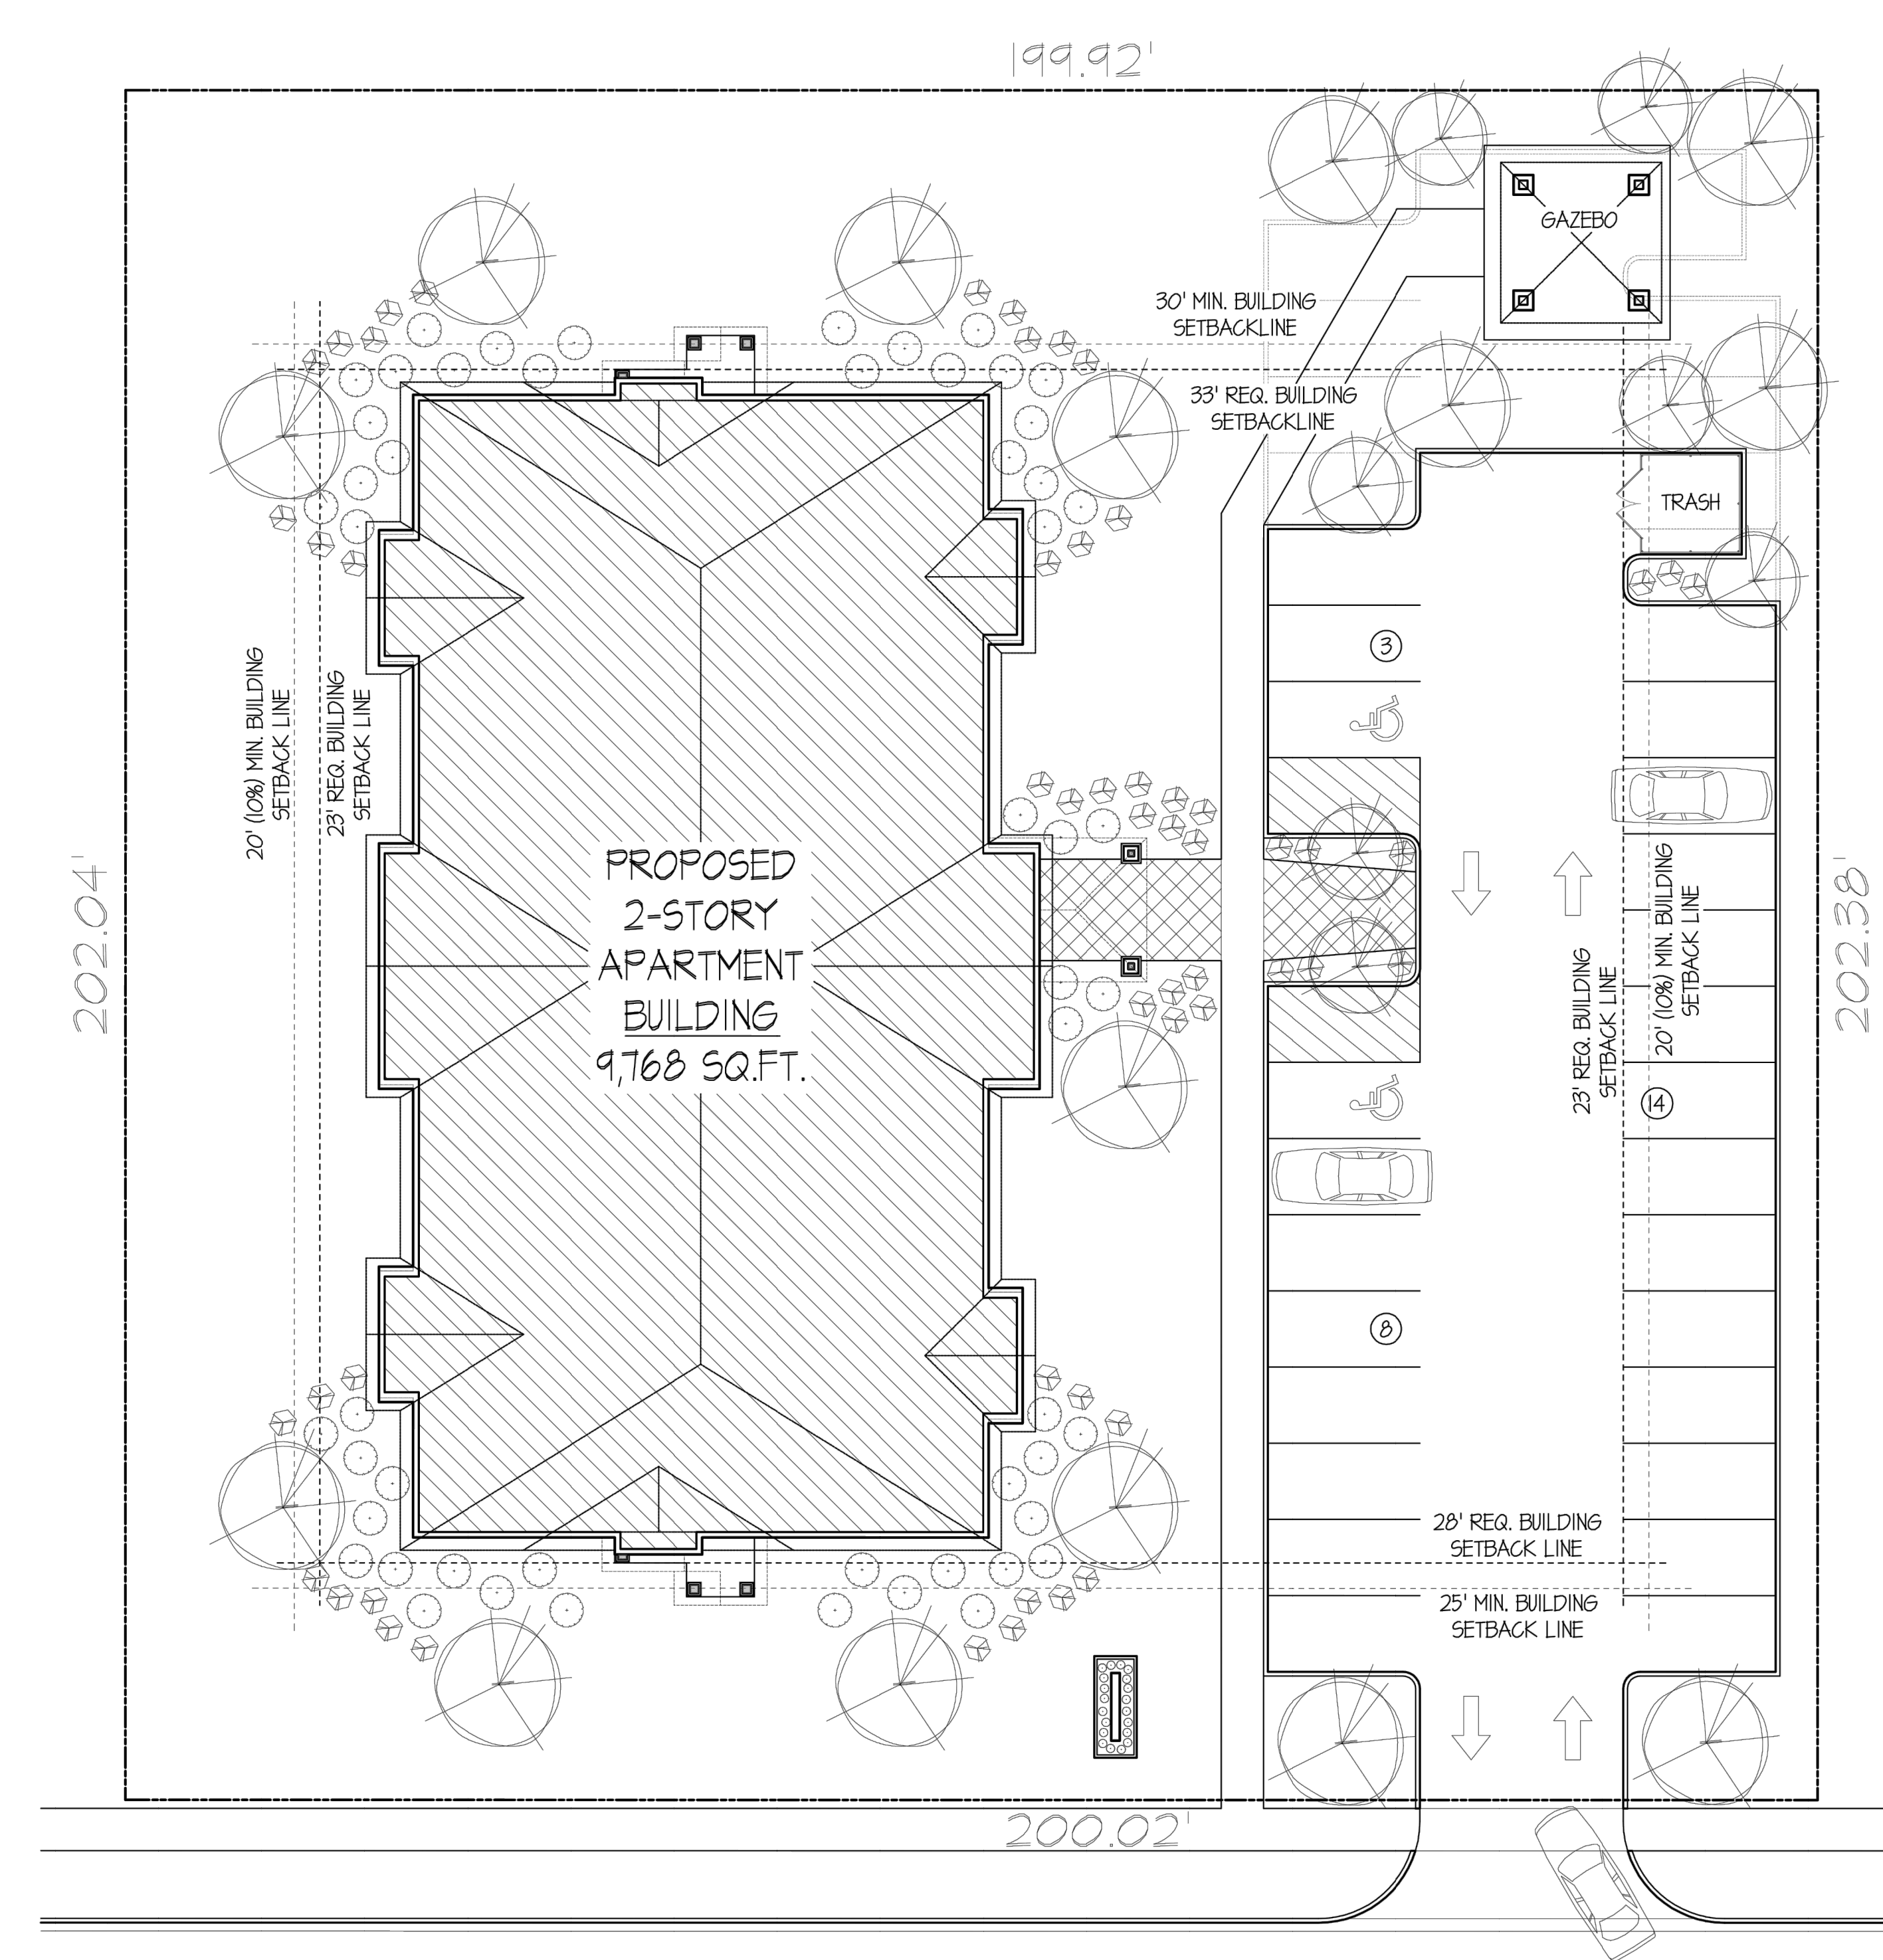 199.92'
GAZEBO
30' MIN. BUILDING
SETBACKLINE
33' REQ. BUILDING
SETBACKLINE
TRASH
3
20' (10%) MIN. BUILDING
SETBACK LINE
23' REQ. BUILDING
SETBACK LINE
202.04'
PROPOSED
2-STORY
APARTMENT
BUILDING
9,768 SQ.FT.
23' REQ. BUILDING
SETBACK LINE
20' (10%) MIN. BUILDING
SETBACK LINE
202.38'
14
8
28' REQ. BUILDING
SETBACK LINE
25' MIN. BUILDING
SETBACK LINE
200.02'